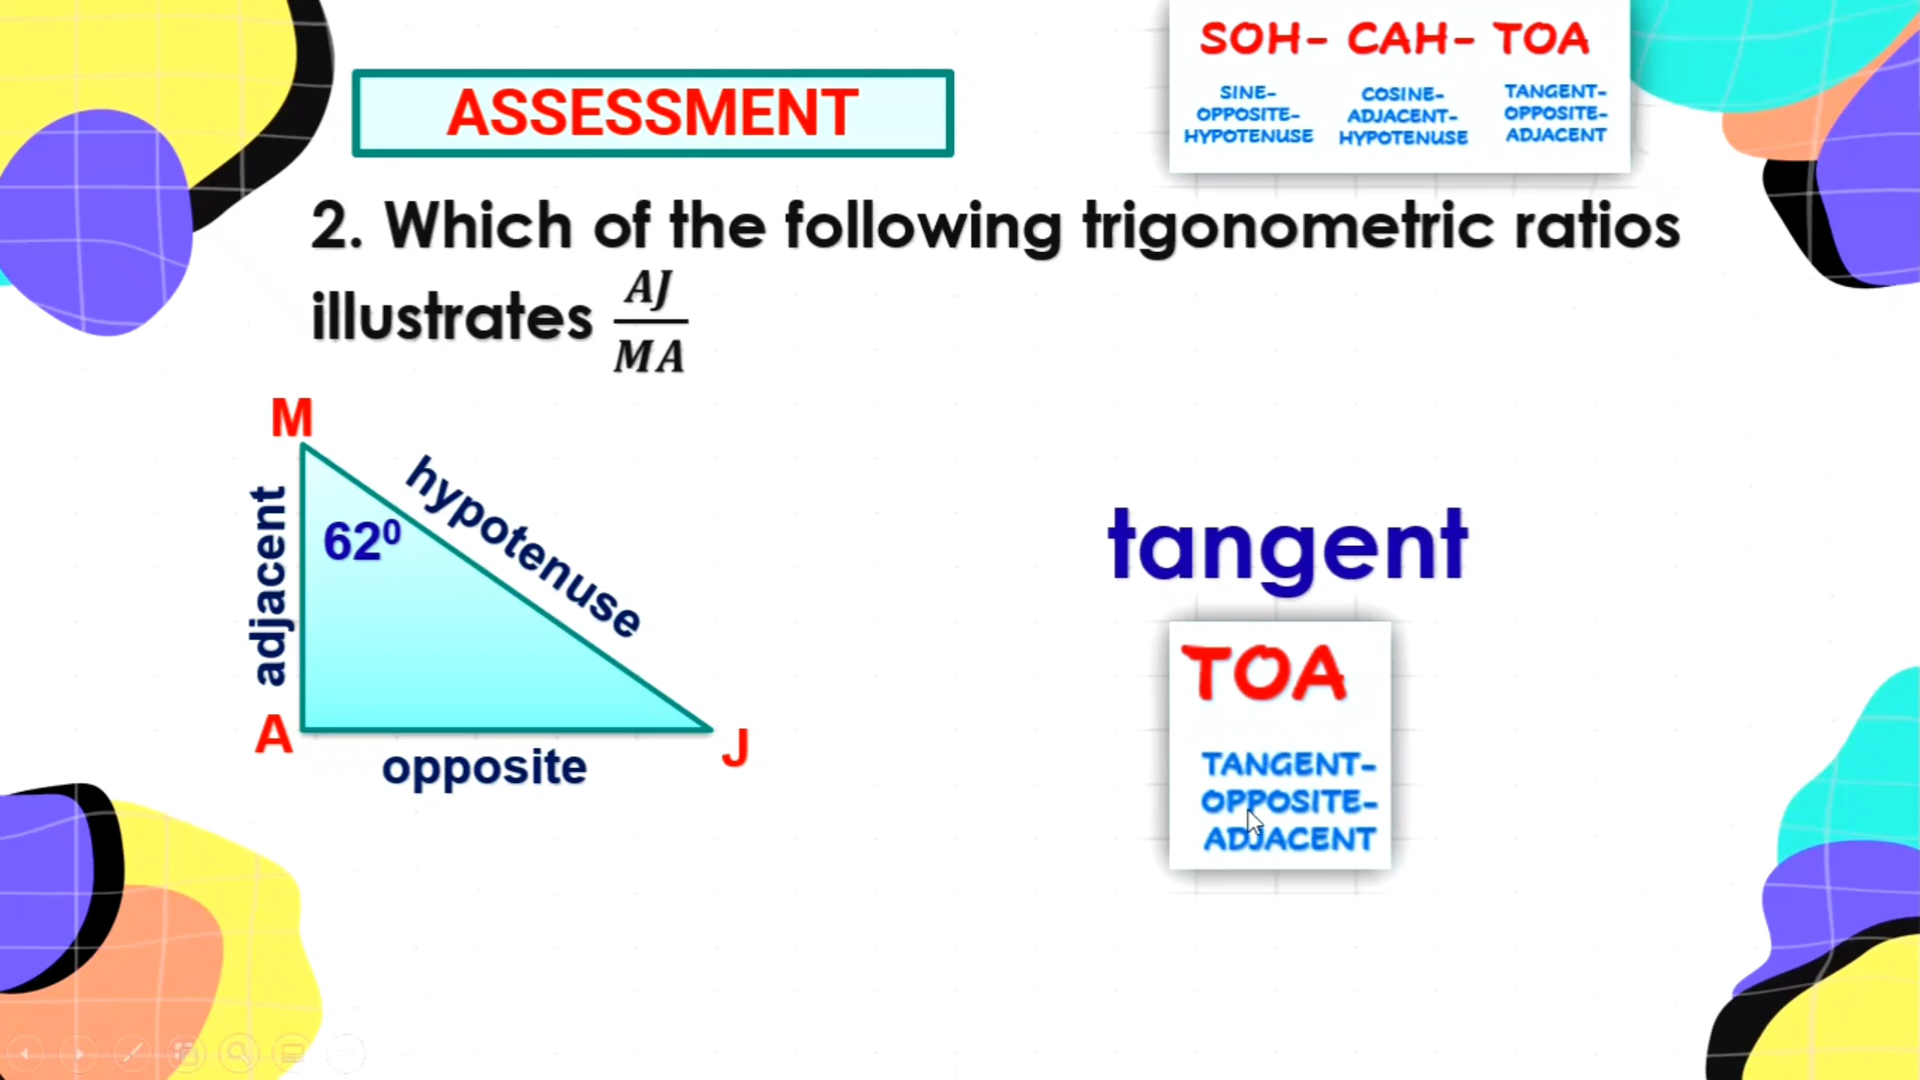 SOH- CAH- TOA
SINE-
OPPOSITE-
HYPOTENUSE
COSINE-
ADJACENT-
HYPOTENUSE
TANGENT-
OPPOSITE-
ADJACENT
ASSESSMENT
2. Which of the following trigonometric ratios
illustrates AJ/MA
M
hypotenuse
adjacent
62⁰
A
J
opposite
tangent
TOA
TANGENT-
OPPOSITE-
ADJACENT